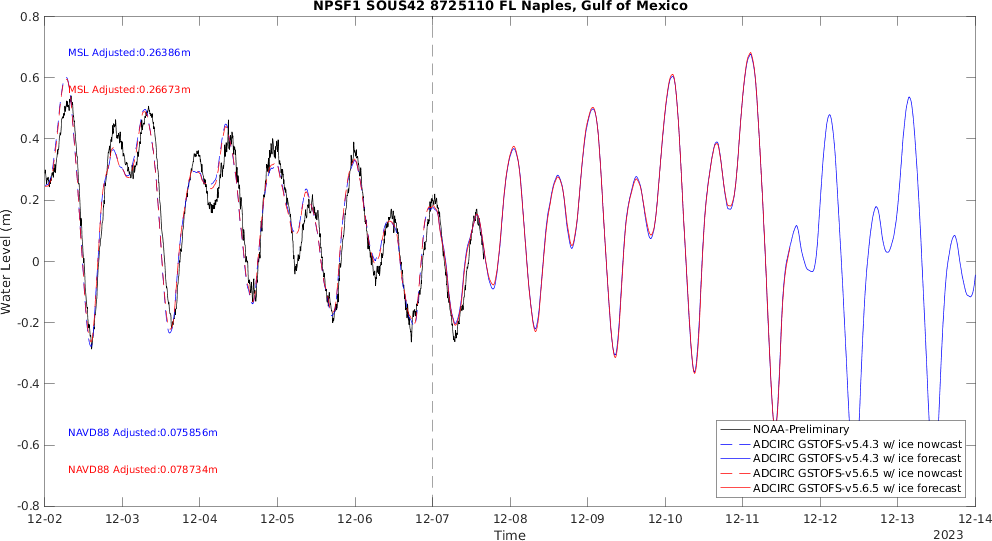 NPSF1 SOUS42 8725110 FL Naples, Gulf of Mexico
0.8
0.6
0.4
0.2
0
-0.2
-0.4
-0.6
-0.8
Water Level (m)
MSL Adjusted:0.26386m
MSL Adjusted:0.26673m
NAVD88 Adjusted:0.075856m
NAVD88 Adjusted:0.078734m
NOAA-Preliminary
ADCIRC GSTOFS-v5.4.3 w/ ice nowcast
ADCIRC GSTOFS-v5.4.3 w/ ice forecast
ADCIRC GSTOFS-v5.6.5 w/ ice nowcast
ADCIRC GSTOFS-v5.6.5 w/ ice forecast
12-02 12-03 12-04 12-05 12-06 12-07 12-08 12-09 12-10 12-11 12-12 12-13 12-14
Time
2023